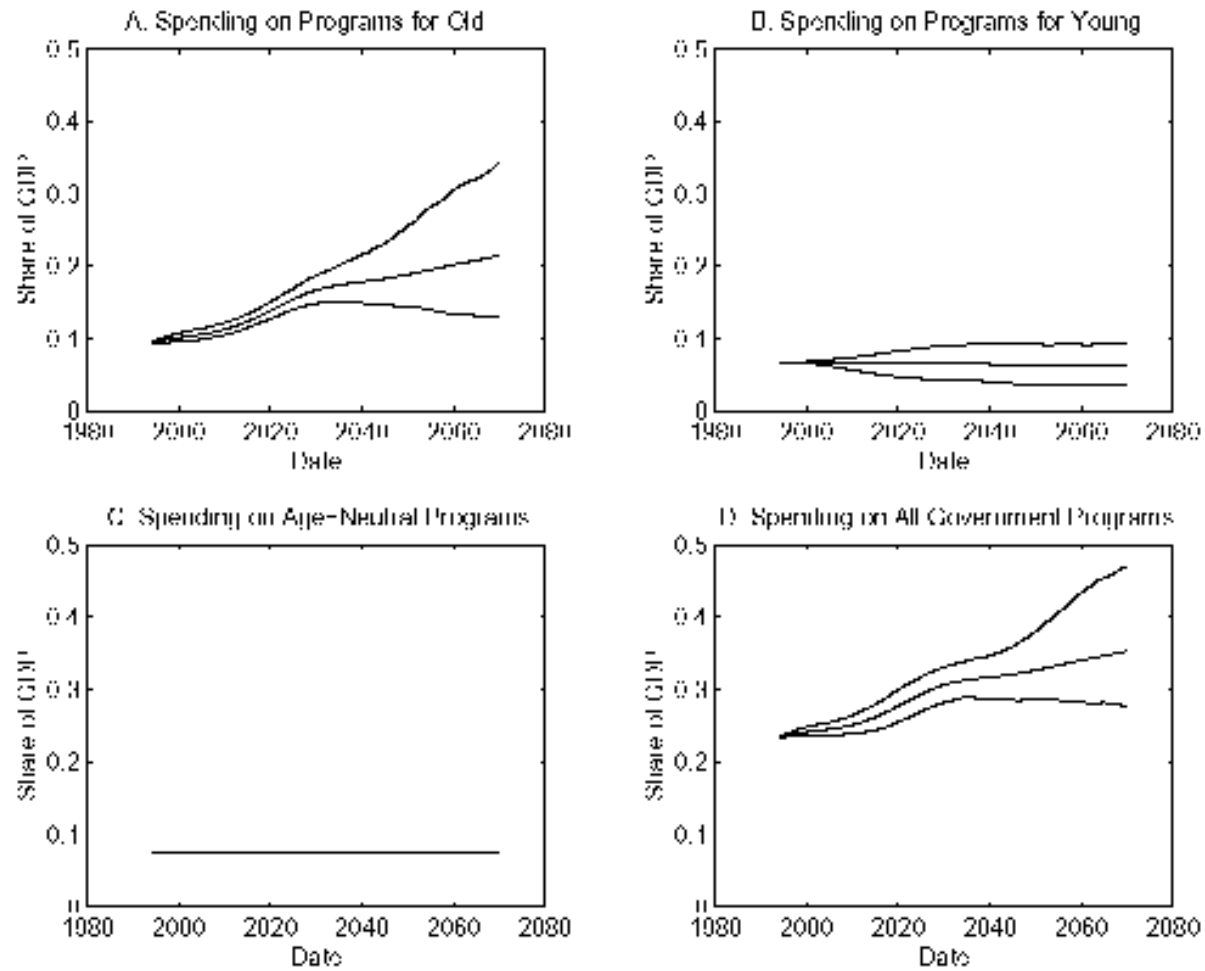 A. Spending on Programs for Old
0.5
0.4
0.3
0.2
0.1
0
Share of GDP
1980 2000 2020 2040 2060 2080
Date
B. Spending on Programs for Young
0.5
0.4
0.3
0.2
0.1
0
Share of GDP
1980 2000 2020 2040 2060 2080
Date
C. Spending on Age-Neutral Programs
0.5
0.4
0.3
0.2
0.1
0
Share of GDP
1980 2000 2020 2040 2060 2080
Date
D. Spending on All Government Programs
0.5
0.4
0.3
0.2
0.1
0
Share of GDP
1980 2000 2020 2040 2060 2080
Date